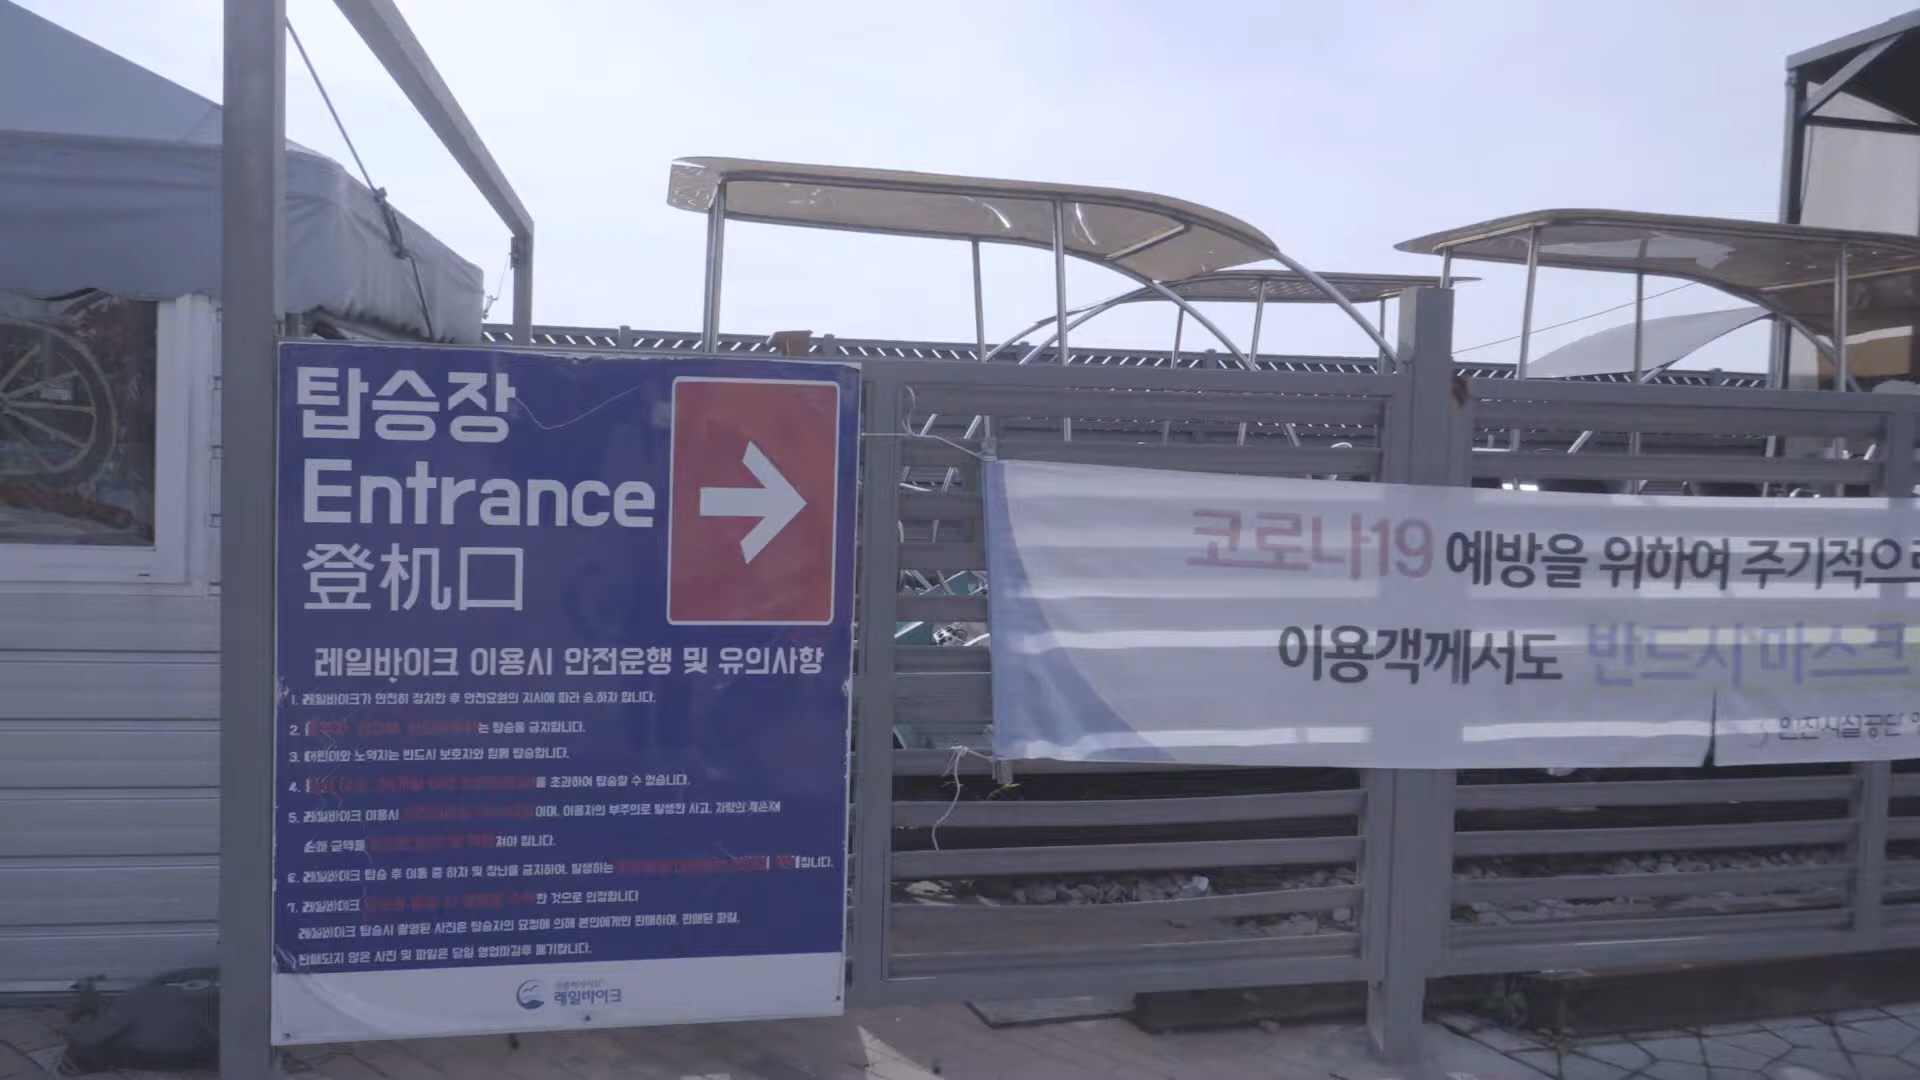 탑승장
Entrance
登机口
레일바이크 이용시 안전운행 및 유의사항
1. 레일바이크가 안전히 정차한 후 안전요원의 지시에 따라 승,하차 합니다.
2. 는 탑승을 금지합니다.
3. 어린이와 노약자는 반드시 보호자와 함께 탑승합니다.
4. 을 초과하여 탑승할 수 없습니다.
5. 레일바이크 이용시 이며, 이용자의 부주의로 발생한 사고, 차량의
손해 금액을 져야 합니다.
6. 레일바이크 탑승 후 이동 중 하차 및 장난을 금지하며, 발생하는
7. 레일바이크 한 것으로 인정합니다
레일바이크 탑승시 촬영된 사진은 탑승자의 요청에 의해 본인에게만 판매하며, 판매된 파일,
판매되지 않은 사진 및 파일은 당일 영업마감후 폐기합니다.
레일바이크
코로나19 예방을 위하여 주기적으로
이용객께서도 반드시 마스크
인천시설공단